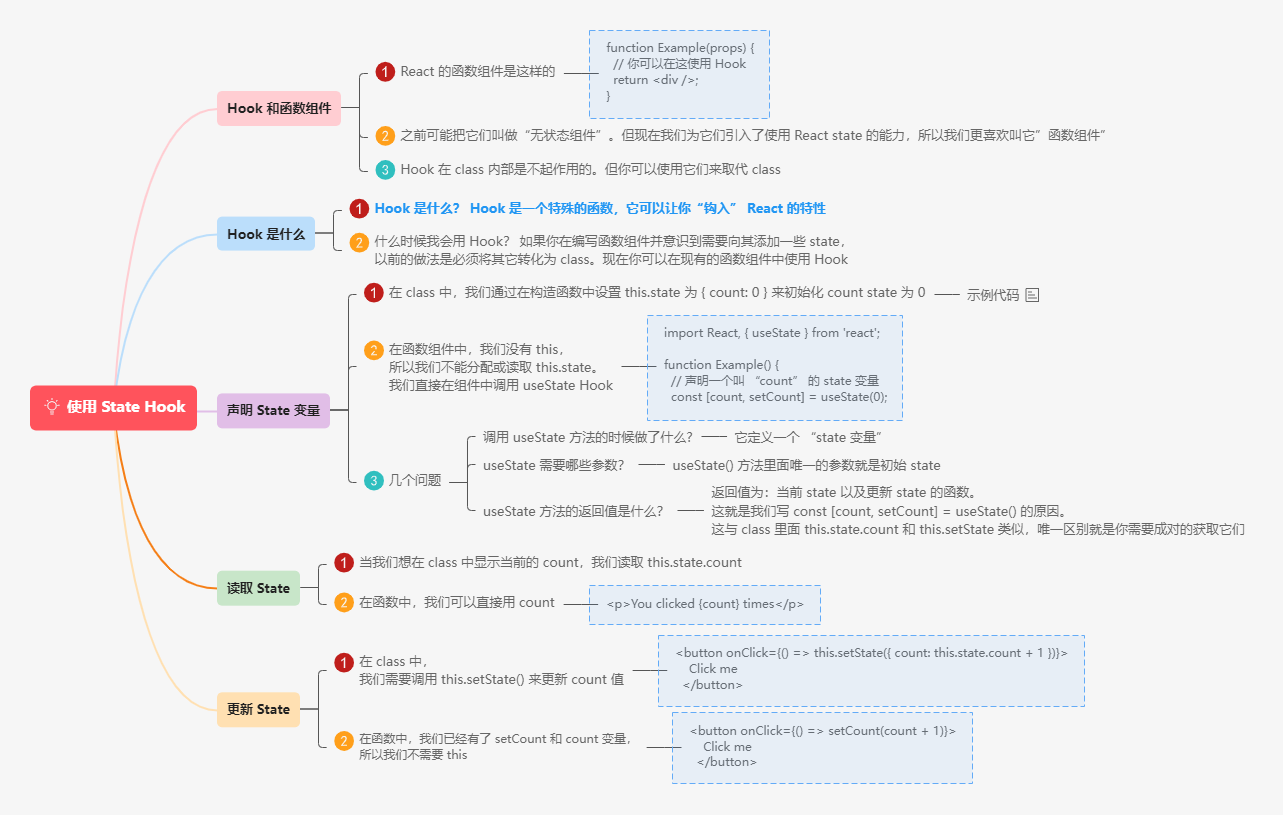 使用 State Hook
Hook 和函数组件
1 React 的函数组件是这样的
function Example(props) {
// 你可以在这使用 Hook
return <div />;
}
2 之前可能把它们叫做“无状态组件”。但现在我们为它们引入了使用 React state 的能力，所以我们更喜欢叫它”函数组件”
3 Hook 在 class 内部是不起作用的。但你可以使用它们来取代 class
Hook 是什么
1 Hook 是什么？ Hook 是一个特殊的函数，它可以让你“钩入” React 的特性
2 什么时候我会用 Hook？ 如果你在编写函数组件并意识到需要向其添加一些 state，
以前的做法是必须将其它转化为 class。现在你可以在现有的函数组件中使用 Hook
声明 State 变量
1 在 class 中，我们通过在构造函数中设置 this.state 为 { count: 0 } 来初始化 count state 为 0
示例代码
2 在函数组件中，我们没有 this，
所以我们不能分配或读取 this.state。
我们直接在组件中调用 useState Hook
import React, { useState } from 'react';
function Example() {
// 声明一个叫 “count” 的 state 变量
const [count, setCount] = useState(0);
3 几个问题
调用 useState 方法的时候做了什么？
它定义一个 “state 变量”
useState 需要哪些参数？
useState() 方法里面唯一的参数就是初始 state
useState 方法的返回值是什么？
返回值为：当前 state 以及更新 state 的函数。
这就是我们写 const [count, setCount] = useState() 的原因。
这与 class 里面 this.state.count 和 this.setState 类似，唯一区别就是你需要成对的获取它们
读取 State
1 当我们想在 class 中显示当前的 count，我们读取 this.state.count
2 在函数中，我们可以直接用 count
<p>You clicked {count} times</p>
更新 State
1 在 class 中，
我们需要调用 this.setState() 来更新 count 值
<button onClick={() => this.setState({ count: this.state.count + 1 })}>
Click me
</button>
2 在函数中，我们已经有了 setCount 和 count 变量，
所以我们不需要 this
<button onClick={() => setCount(count + 1)}>
Click me
</button>